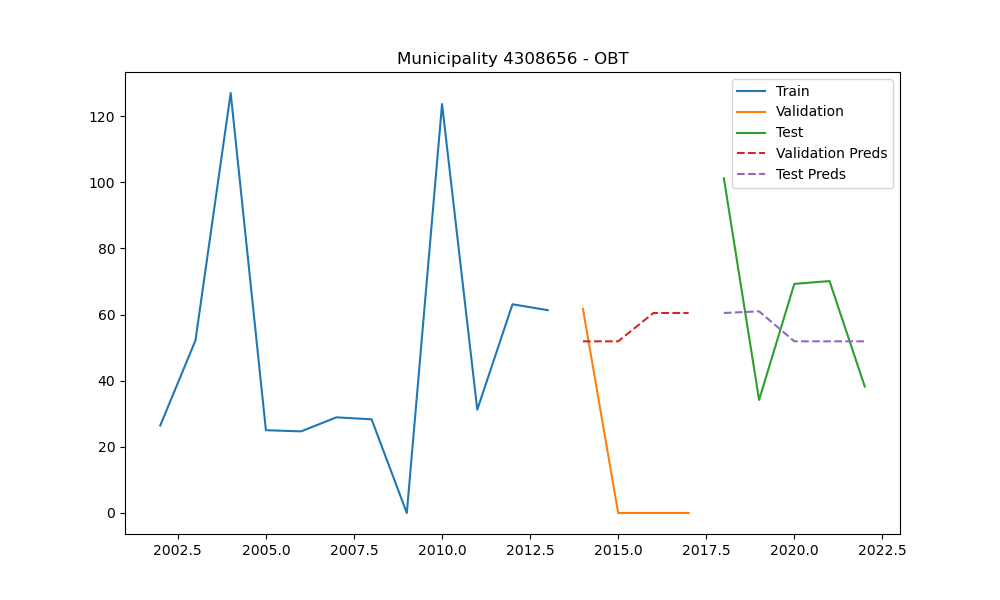 Municipality 4308656 - OBT
Train
Validation
Test
Validation Preds
Test Preds
120
100
80
60
40
20
0
2002.5 2005.0 2007.5 2010.0 2012.5 2015.0 2017.5 2020.0 2022.5